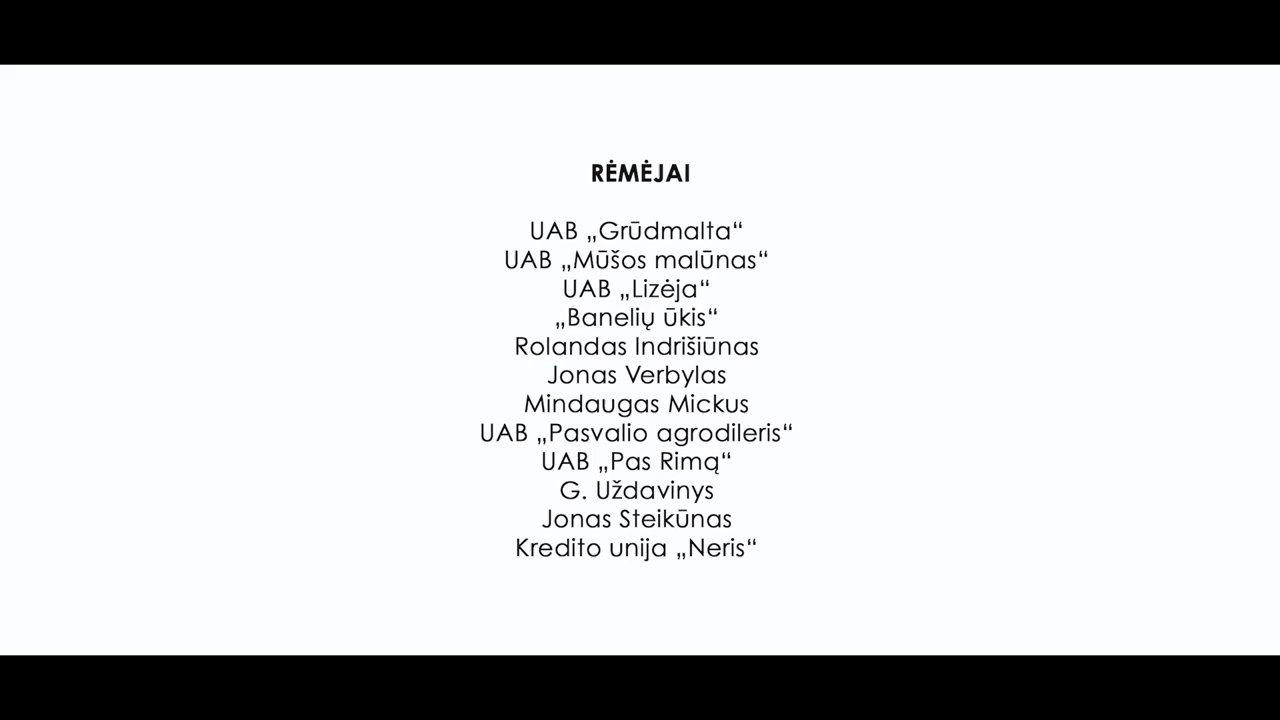 RĖMĖJAI
UAB „Grūdmalta“
UAB „Mūšos malūnas“
UAB „Lizėja“
„Banelių ūkis“
Rolandas Indrišiūnas
Jonas Verbylas
Mindaugas Mickus
UAB „Pasvalio agrodileris“
UAB „Pas Rimą“
G. Uždavinys
Jonas Steikūnas
Kredito unija „Neris“